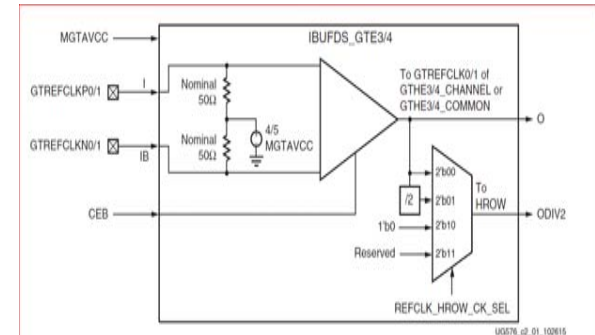 MGTAVCC
IBUFDS_GTE3/4
GTREFCLKP0/1
I
Nominal
50Ω
To GTREFCLK0/1 of
GTHE3/4_CHANNEL or
GTHE3/4_COMMON
4/5
MGTAVCC
O
GTREFCLKN0/1
IB
Nominal
50Ω
2'b00
To
HROW
/2
2'b01
CEB
1'b0
2'b10
ODIV2
Reserved
2'b11
REFCLK_HROW_CK_SEL
UG576_c2_01_102615